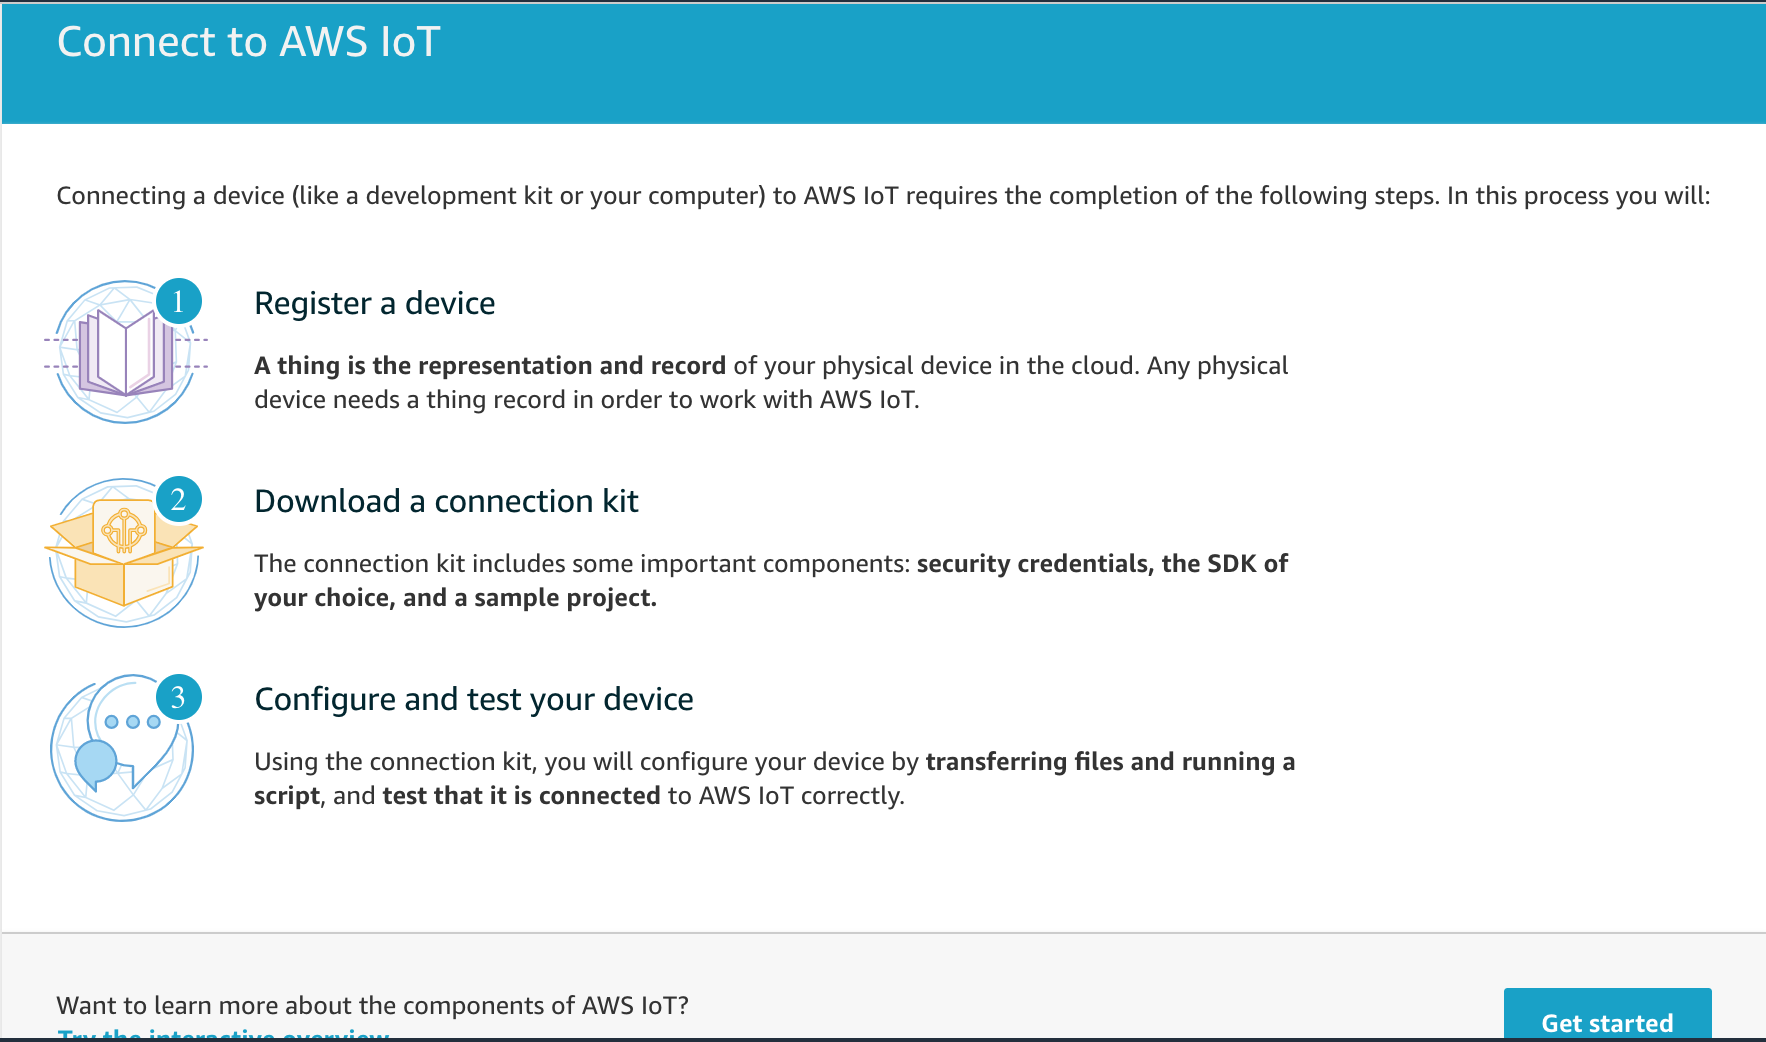 Connect to AWS IoT
Connecting a device (like a development kit or your computer) to AWS IoT requires the completion of the following steps. In this process you will:
1
Register a device
A thing is the representation and record of your physical device in the cloud. Any physical
device needs a thing record in order to work with AWS IoT.
2
Download a connection kit
The connection kit includes some important components: security credentials, the SDK of
your choice, and a sample project.
3
Configure and test your device
Using the connection kit, you will configure your device by transferring files and running a
script, and test that it is connected to AWS IoT correctly.
Want to learn more about the components of AWS IoT?
Try the interactive overview
Get started